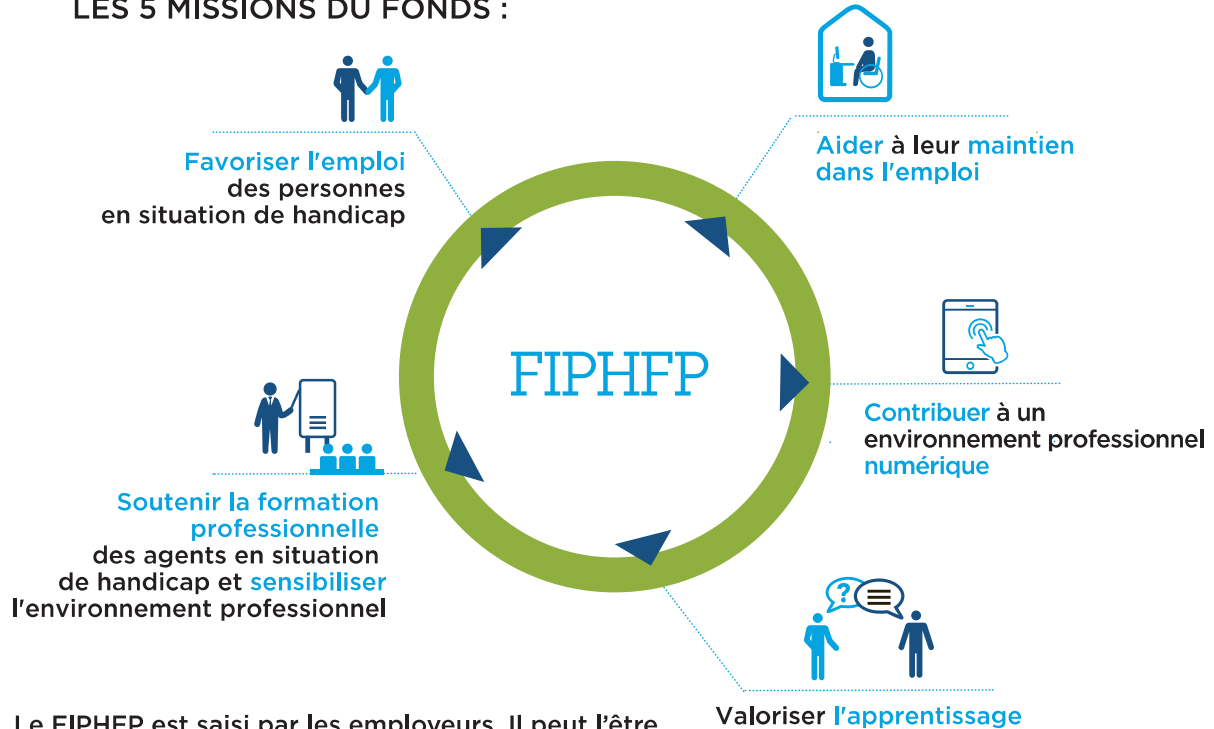 LES 5 MISSIONS DU FONDS :
Favoriser l'emploi
des personnes
en situation de handicap
Aider à leur maintien
dans l'emploi
FIPHFP
Contribuer à un
environnement professionnel
numérique
Soutenir la formation
professionnelle
des agents en situation
de handicap et sensibiliser
l'environnement professionnel
?
Valoriser l'apprentissage
Le FIPHFP est saisi par les employeurs. Il peut l’être